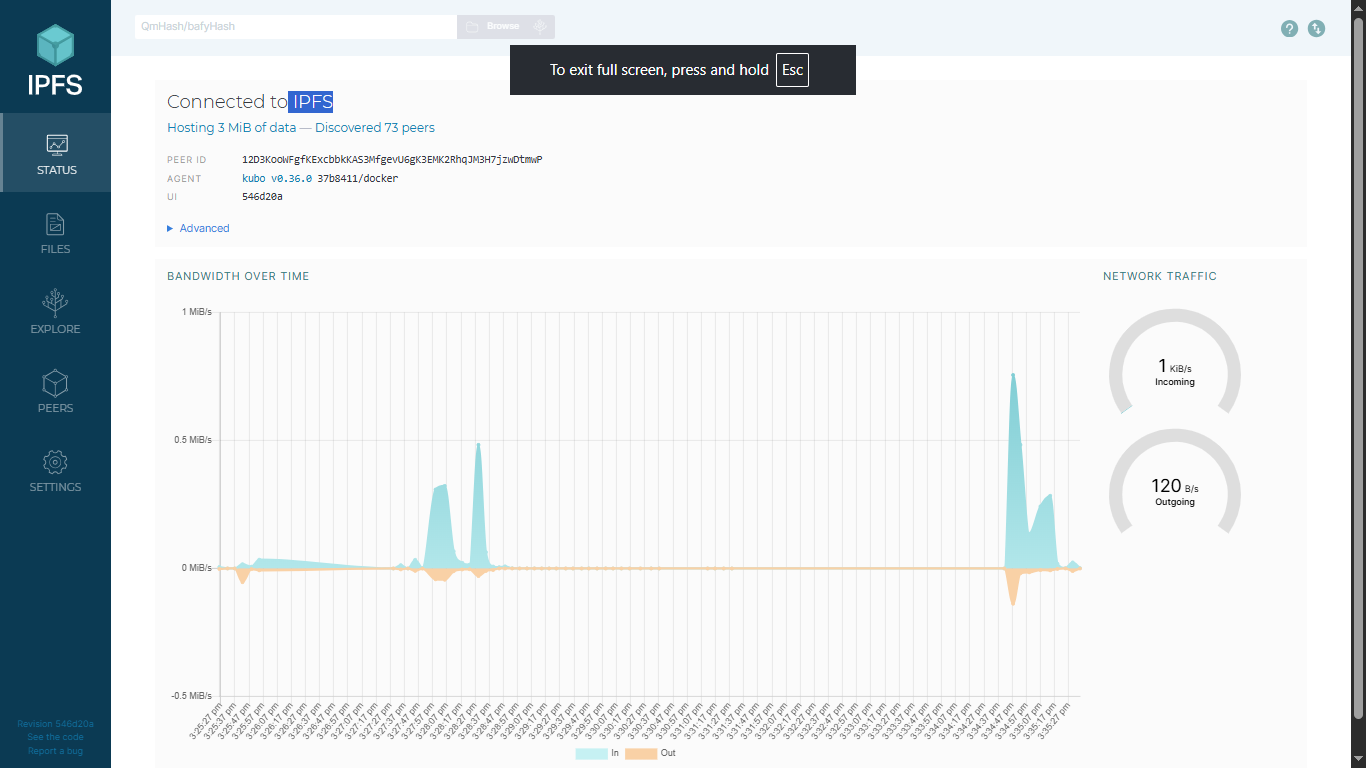 QmHash/bafyHash
Browse
IPFS
To exit full screen, press and hold Esc
Connected to IPFS
Hosting 3 MiB of data — Discovered 73 peers
PEER ID 12D3KooWFgfKExcbbkKAS3MfgevU6gK3EMK2RhqJM3H7jzwDtmwP
AGENT kubo v0.36.0 37b8411/docker
UI 546d20a
Advanced
STATUS
FILES
EXPLORE
PEERS
SETTINGS
Revision 546d20a
See the code
Report a bug
BANDWIDTH OVER TIME
1 MiB/s
0.5 MiB/s
0 MiB/s
-0.5 MiB/s
3:25:27 pm
3:25:37 pm
3:25:47 pm
3:25:57 pm
3:26:07 pm
3:26:17 pm
3:26:27 pm
3:26:37 pm
3:26:47 pm
3:26:57 pm
3:27:07 pm
3:27:17 pm
3:27:27 pm
3:27:37 pm
3:27:47 pm
3:27:57 pm
3:28:07 pm
3:28:17 pm
3:28:27 pm
3:28:37 pm
3:28:47 pm
3:28:57 pm
3:29:07 pm
3:29:17 pm
3:29:27 pm
3:29:37 pm
3:29:47 pm
3:29:57 pm
3:30:07 pm
3:30:17 pm
3:30:27 pm
3:30:37 pm
3:30:47 pm
3:30:57 pm
3:31:17 pm
3:31:27 pm
3:31:37 pm
3:31:47 pm
3:31:57 pm
3:32:07 pm
3:32:17 pm
3:32:27 pm
3:32:37 pm
3:32:47 pm
3:32:57 pm
3:33:07 pm
3:33:17 pm
3:33:27 pm
3:33:37 pm
3:33:47 pm
3:33:57 pm
3:34:17 pm
3:34:27 pm
3:34:37 pm
3:34:47 pm
3:34:57 pm
3:35:07 pm
3:35:17 pm
3:35:27 pm
In
Out
NETWORK TRAFFIC
1 KiB/s
Incoming
120 B/s
Outgoing